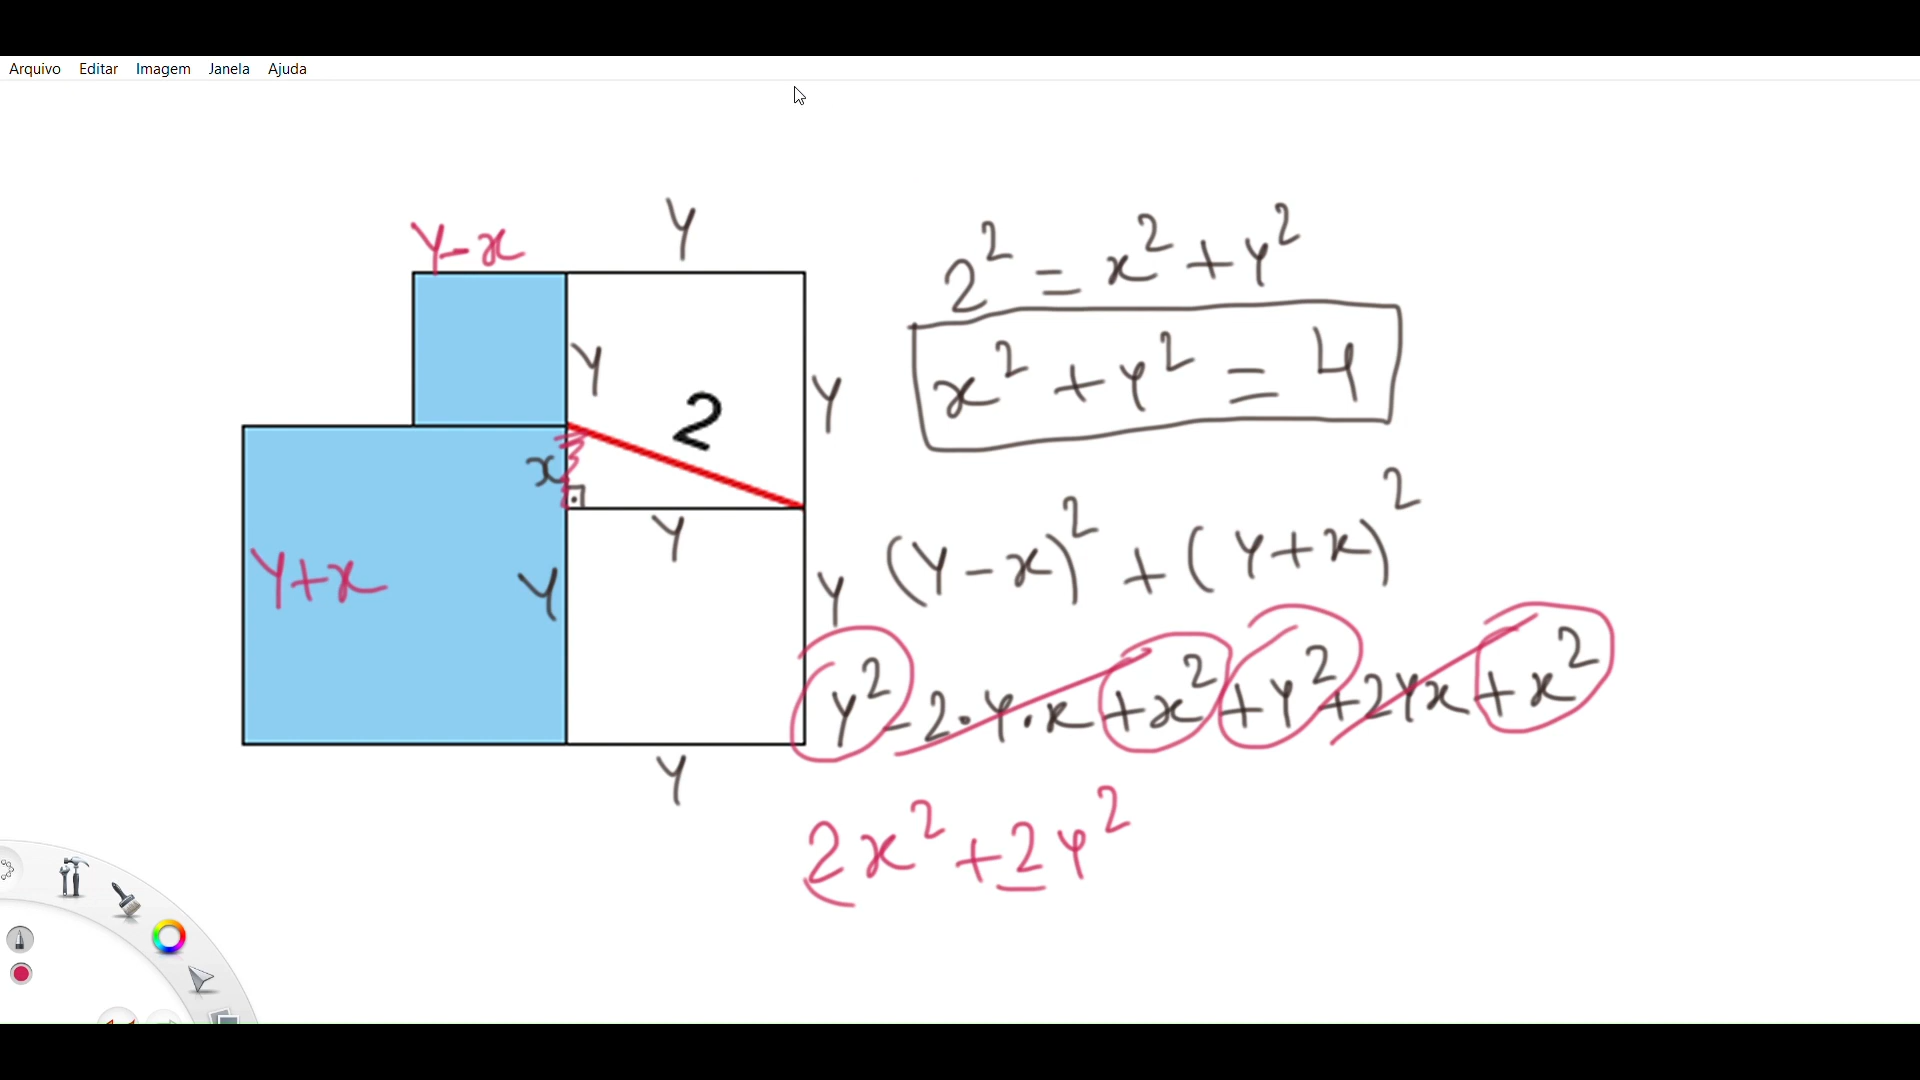 Arquivo Editar Imagem Janela Ajuda
y-x
y
2² = x² + y²
y
2
y
x² + y² = 4
x
y
(y-x)² + (y+x)²
y+x
y
y
y² - 2·y·x + x² + y² + 2yx + x²
y
2x² + 2y²